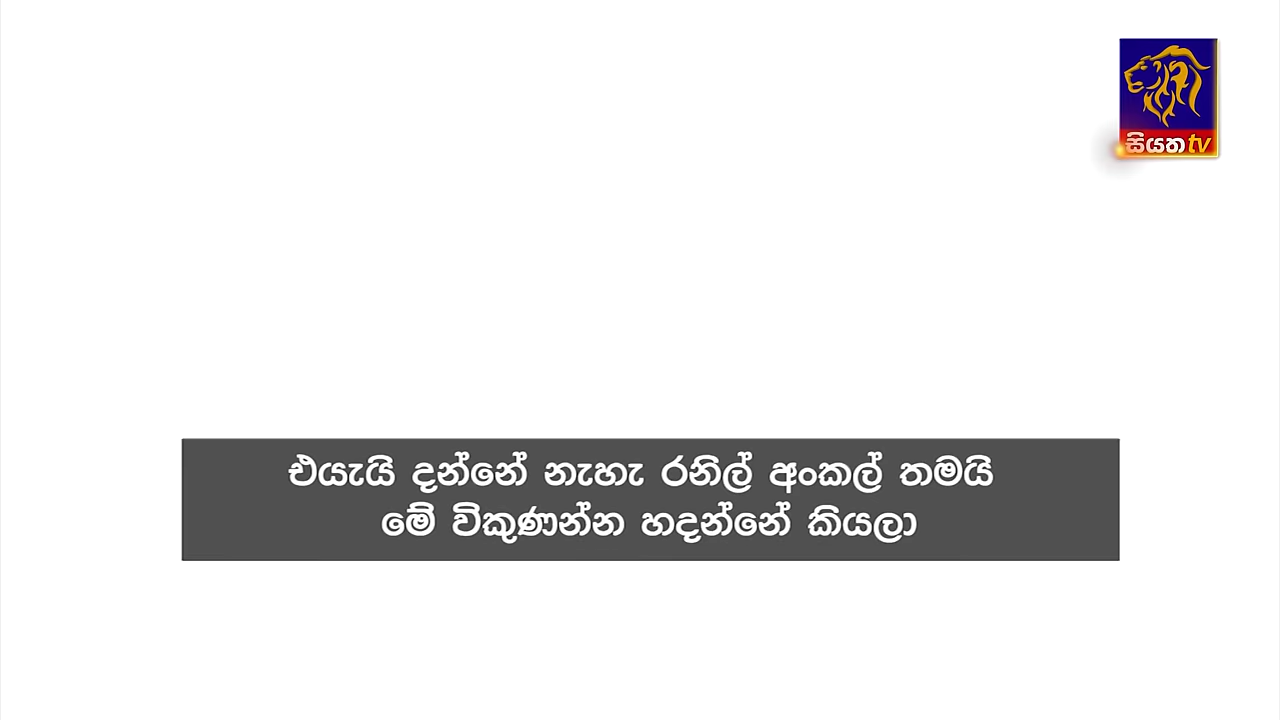 සියත tv
එයැයි දන්නේ නැහැ රනිල් අංකල් තමයි
මේ විකුණන්න හදන්නේ කියලා